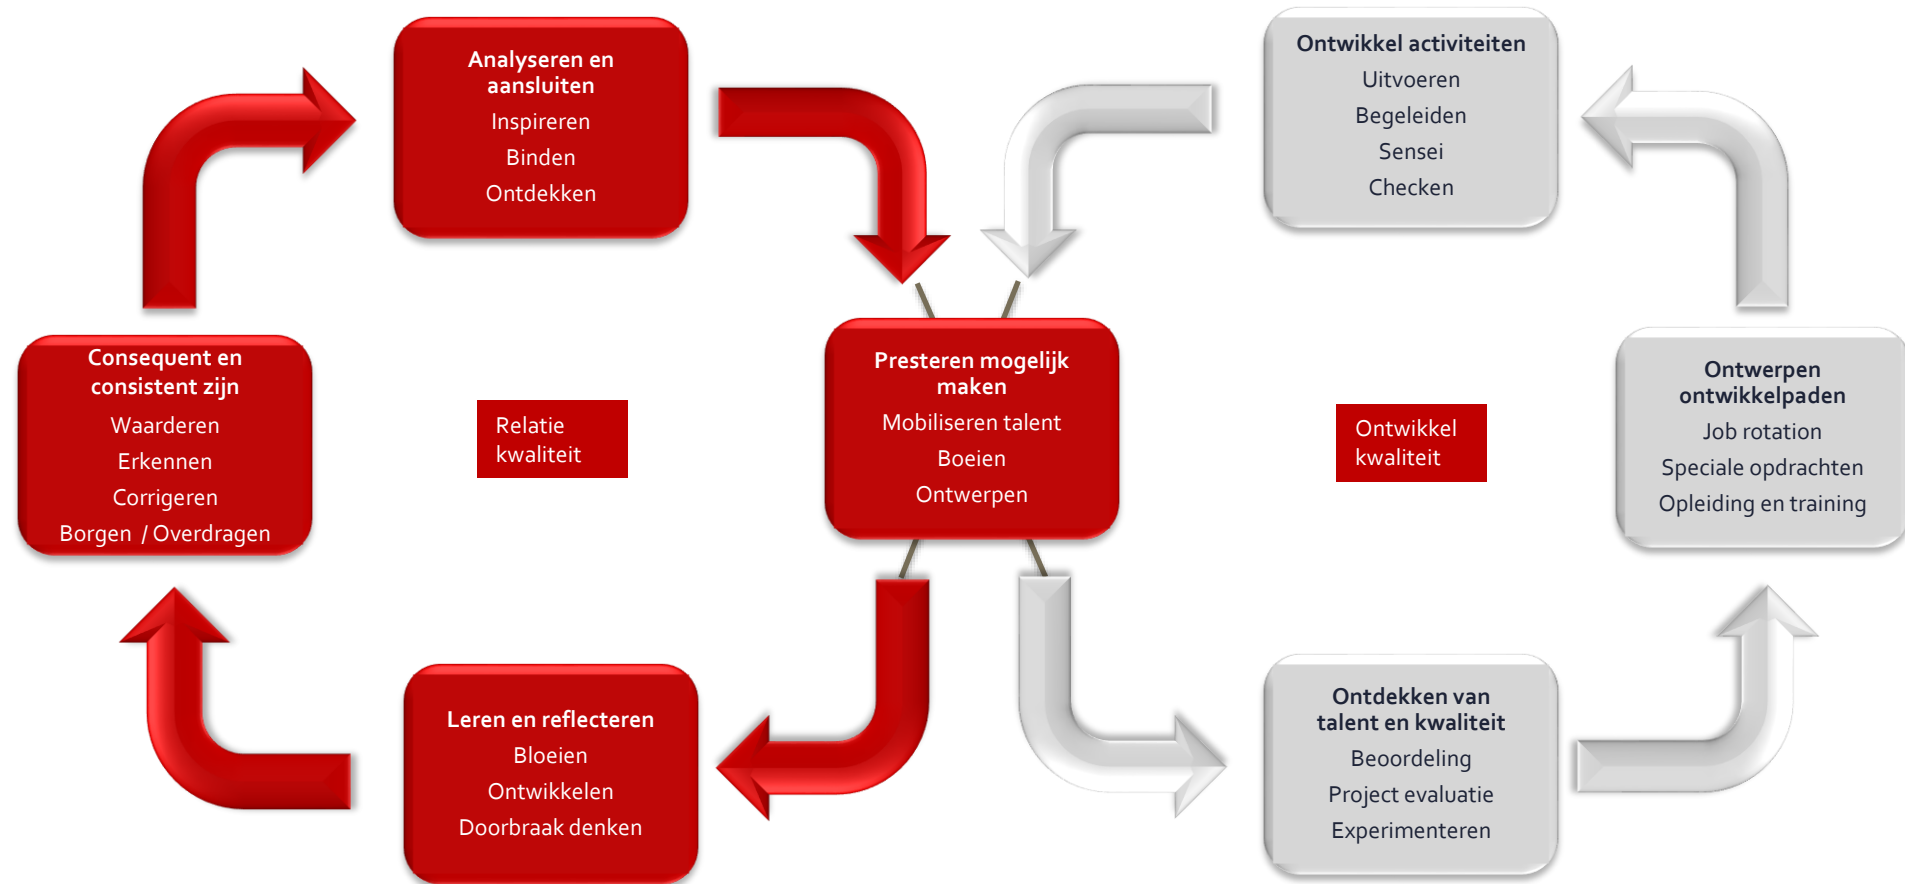 Analyseren en
aansluiten
Inspireren
Binden
Ontdekken
Ontwikkel activiteiten
Uitvoeren
Begeleiden
Sensei
Checken
Consequent en
consistent zijn
Waarderen
Erkennen
Corrigeren
Borgen / Overdragen
Relatie
kwaliteit
Presteren mogelijk
maken
Mobiliseren talent
Boeien
Ontwerpen
Ontwikkel
kwaliteit
Ontwerpen
ontwikkelpaden
Job rotation
Speciale opdrachten
Opleiding en training
Leren en reflecteren
Bloeien
Ontwikkelen
Doorbraak denken
Ontdekken van
talent en kwaliteit
Beoordeling
Project evaluatie
Experimenteren